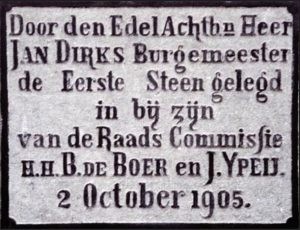 Door den Edel Achtbn Heer
JAN DIRKS Burgemeester
de Eerste Steen gelegd
in bij zijn
van de Raads Commissie
H.H. B. DE BOER en J. YPEIJ.
2 October 1905.